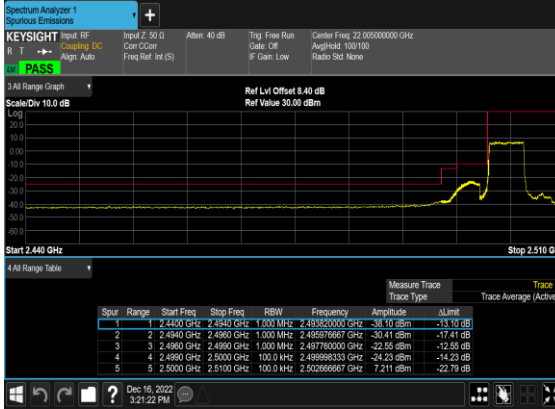 Spectrum Analyzer 1
Spurious Emissions
+
KEYSIGHT Input: RF Input Z: 50 Ω Atten: 40 dB Trig: Free Run Center Freq: 22.005000000 GHz
R T Coupling: DC Corr CCorr Gate: Off Avg|Hold: 100/100
Align: Auto Freq Ref: Int (S) IF Gain: Low Radio Std: None
PASS
3 All Range Graph Ref Lvl Offset 8.40 dB
Scale/Div 10.0 dB Ref Value 30.00 dBm
Log
20.0
10.0
0.00
-10.0
-20.0
-30.0
-40.0
-50.0
-60.0
Start 2.440 GHz Stop 2.510 G
4 All Range Table
Measure Trace Trace
Trace Type Trace Average (Active
Spur Range Start Freq Stop Freq RBW Frequency Amplitude ΔLimit
1 1 2.4400 GHz 2.4940 GHz 1.000 MHz 2.493820000 GHz -38.10 dBm -13.10 dB
2 2 2.4940 GHz 2.4960 GHz 1.000 MHz 2.495976667 GHz -30.41 dBm -17.41 dB
3 3 2.4960 GHz 2.4990 GHz 1.000 MHz 2.497760000 GHz -22.55 dBm -12.55 dB
4 4 2.4990 GHz 2.5000 GHz 100.0 kHz 2.499998333 GHz -24.23 dBm -14.23 dB
5 5 2.5000 GHz 2.5100 GHz 100.0 kHz 2.502666667 GHz 7.211 dBm -22.79 dB
? Dec 16, 2022
3:21:22 PM